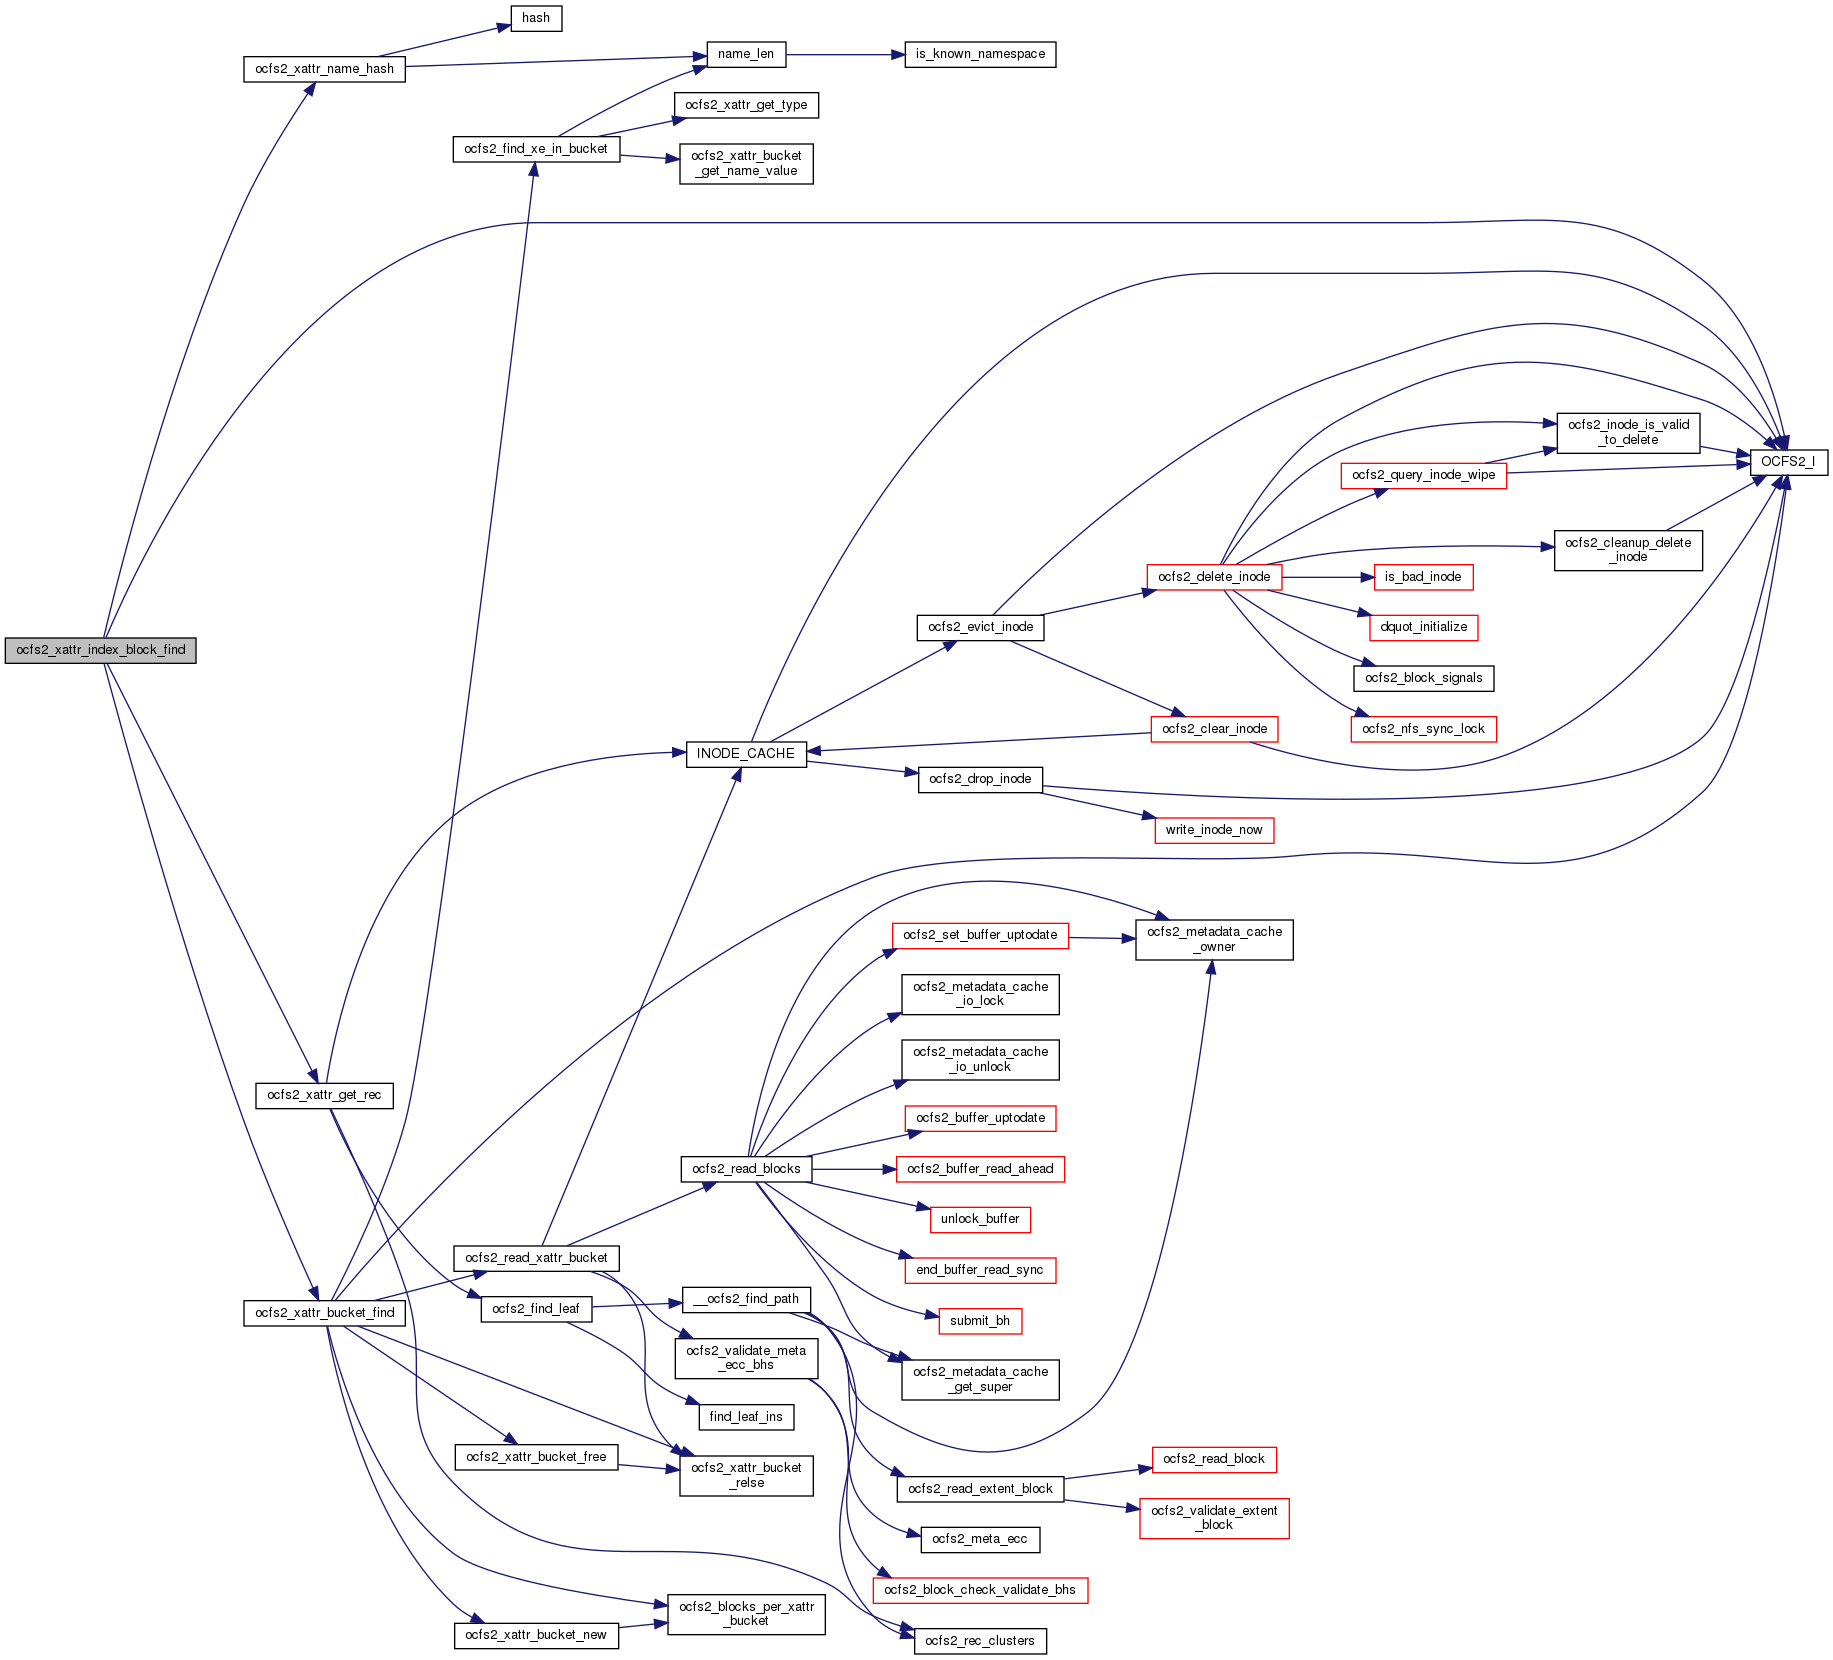 hash
ocfs2_xattr_name_hash
name_len
is_known_namespace
ocfs2_xattr_get_type
ocfs2_find_xe_in_bucket
ocfs2_xattr_bucket
_get_name_value
ocfs2_inode_is_valid
_to_delete
OCFS2_I
ocfs2_query_inode_wipe
ocfs2_cleanup_delete
_inode
ocfs2_delete_inode
is_bad_inode
ocfs2_evict_inode
dquot_initialize
ocfs2_xattr_index_block_find
ocfs2_block_signals
ocfs2_clear_inode
ocfs2_nfs_sync_lock
INODE_CACHE
ocfs2_drop_inode
write_inode_now
ocfs2_set_buffer_uptodate
ocfs2_metadata_cache
_owner
ocfs2_metadata_cache
_io_lock
ocfs2_metadata_cache
_io_unlock
ocfs2_xattr_get_rec
ocfs2_buffer_uptodate
ocfs2_read_blocks
ocfs2_buffer_read_ahead
unlock_buffer
ocfs2_read_xattr_bucket
end_buffer_read_sync
ocfs2_xattr_bucket_find
ocfs2_find_leaf
__ocfs2_find_path
submit_bh
ocfs2_validate_meta
_ecc_bhs
ocfs2_metadata_cache
_get_super
find_leaf_ins
ocfs2_xattr_bucket_free
ocfs2_xattr_bucket
_relse
ocfs2_read_block
ocfs2_read_extent_block
ocfs2_validate_extent
_block
ocfs2_meta_ecc
ocfs2_block_check_validate_bhs
ocfs2_blocks_per_xattr
_bucket
ocfs2_xattr_bucket_new
ocfs2_rec_clusters